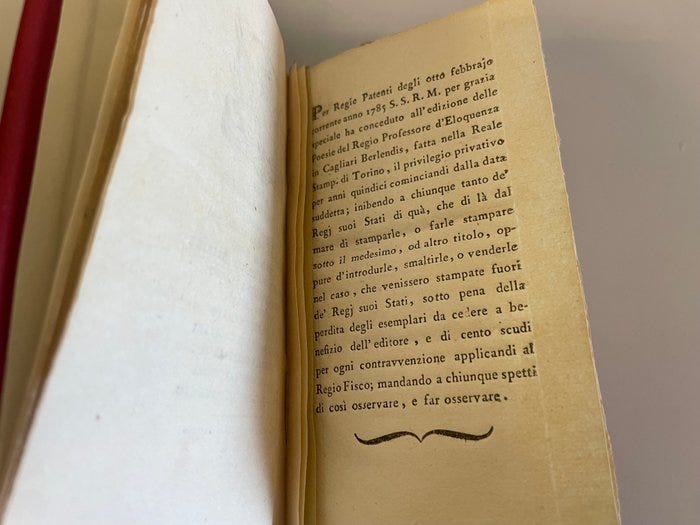 Per Regie Patenti degli otto febbrajo
corrente anno 1785 S. S. R. M. per grazia
speciale ha conceduto all'edizione delle
Poesie del Regio Professore d'Eloquenza
in Cagliari Berlendis, fatta nella Reale
Stamp. di Torino, il privilegio privativo
per anni quindici cominciandi dalla data
suddetta; inibendo a chiunque tanto de'
Regj suoi Stati di quà, che di là dal
mare di stamparle, o farle stampare
sotto il medesimo, od altro titolo, op-
pure d'introdurle, smaltirle, o venderle
nel caso, che venissero stampate fuori
de' Regj suoi Stati, sotto pena della
perdita degli esemplari da cedere a be-
nefizio dell'editore, e di cento scudi
per ogni contravvenzione applicandi al
Regio Fisco; mandando a chiunque spetti
di così osservare, e far osservare.